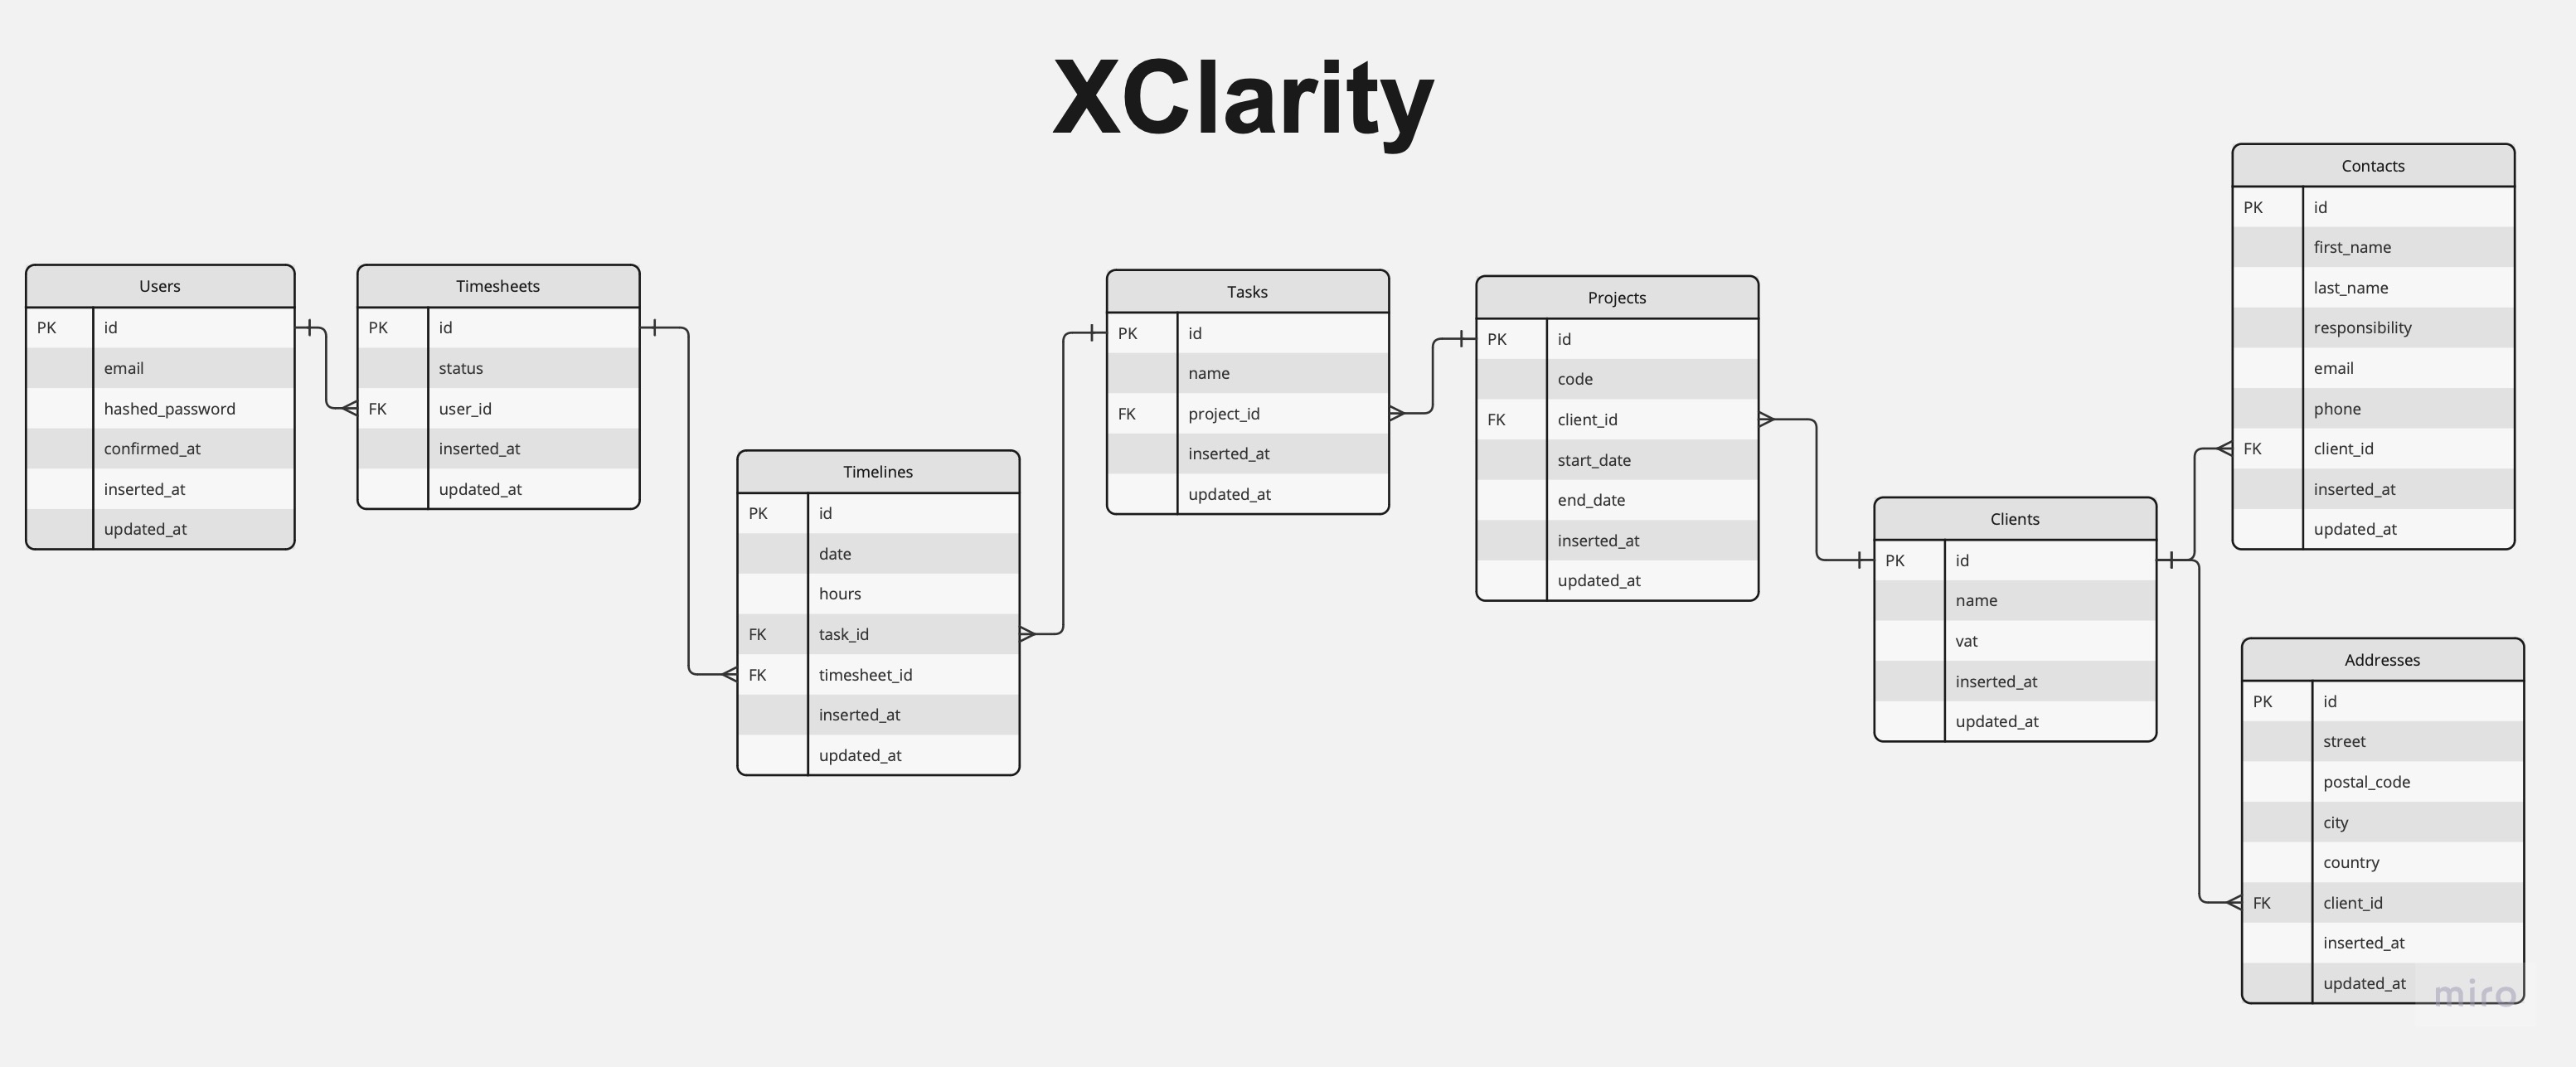 XClarity
Users
PK id
email
hashed_password
confirmed_at
inserted_at
updated_at
Timesheets
PK id
status
FK user_id
inserted_at
updated_at
Timelines
PK id
date
hours
FK task_id
FK timesheet_id
inserted_at
updated_at
Tasks
PK id
name
FK project_id
inserted_at
updated_at
Projects
PK id
code
FK client_id
start_date
end_date
inserted_at
updated_at
Clients
PK id
name
vat
inserted_at
updated_at
Contacts
PK id
first_name
last_name
responsibility
email
phone
FK client_id
inserted_at
updated_at
Addresses
PK id
street
postal_code
city
country
FK client_id
inserted_at
updated_at
miro